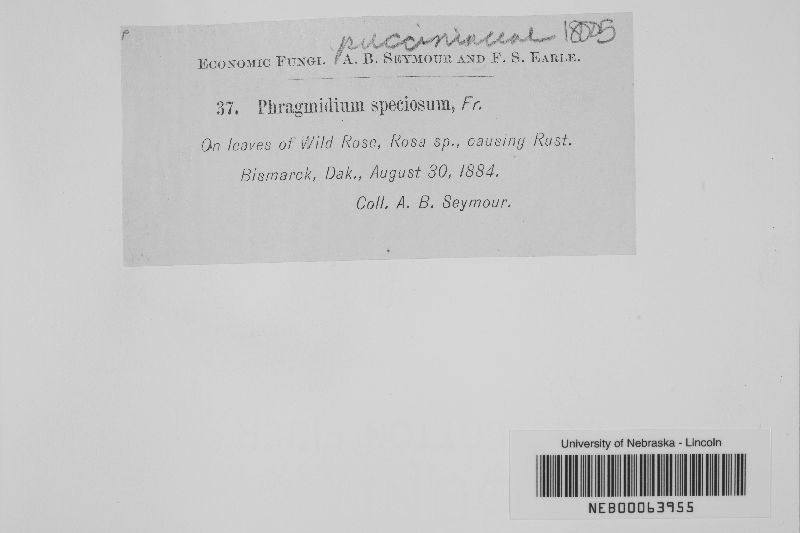 pucciniaceae
ECONOMIC FUNGI. A. B. SEYMOUR AND F. S. EARLE.
37. Phragmidium speciosum, Fr.
On leaves of Wild Rose, Rosa sp., causing Rust.
Bismarck, Dak., August 30, 1884.
Coll. A. B. Seymour.
University of Nebraska - Lincoln
NEB00063955